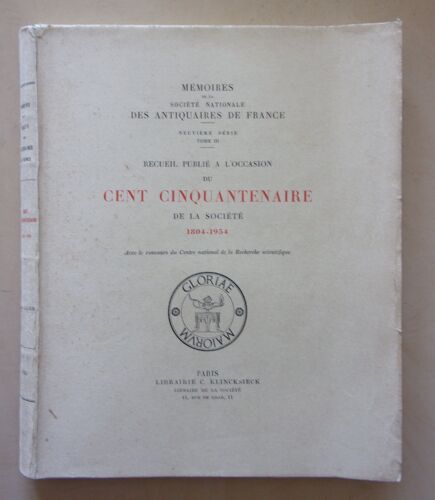 MÉMOIRES
DE LA
SOCIÉTÉ NATIONALE
DES ANTIQUAIRES DE FRANCE
NEUVIÈME SÉRIE
TOME III
RECUEIL PUBLIÉ A L'OCCASION
DU
CENT CINQUANTENAIRE
DE LA SOCIÉTÉ
1804-1954
Avec le concours du Centre national de la Recherche scientifique
GLORIAE
MAIORVM
PARIS
LIBRAIRIE C. KLINCKSIECK
LIBRAIRE DE LA SOCIÉTÉ
11, RUE DE LILLE, 11